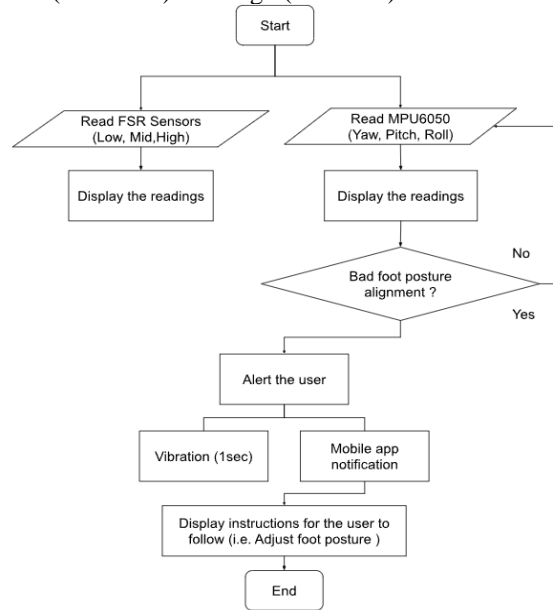 Start
Read FSR Sensors
(Low, Mid,High)
Read MPU6050
(Yaw, Pitch, Roll)
Display the readings
Display the readings
Bad foot posture
alignment ?
No
Yes
Alert the user
Vibration (1sec)
Mobile app
notification
Display instructions for the user to
follow (i.e. Adjust foot posture )
End